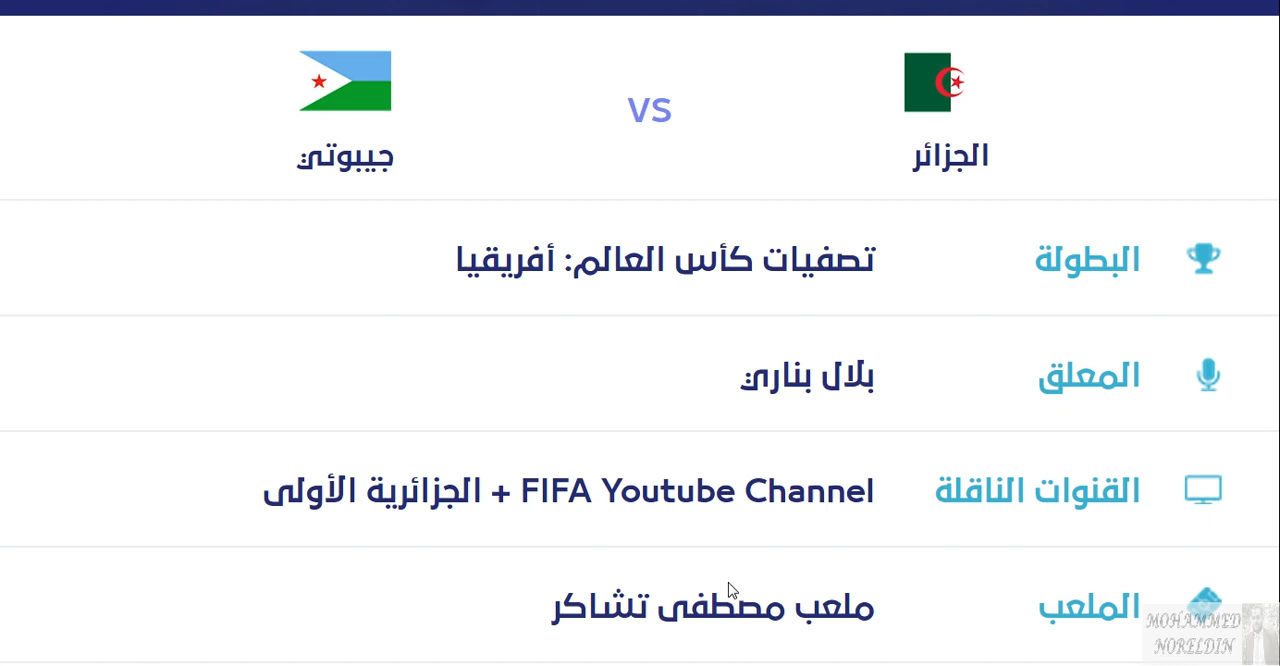 الجزائر
VS
جيبوتي
البطولة تصفيات كأس العالم: أفريقيا
المعلق بلال بناري
القنوات الناقلة FIFA Youtube Channel + الجزائرية الأولى
الملعب ملعب مصطفى تشاكر
MOHAMMED
NORELDIN